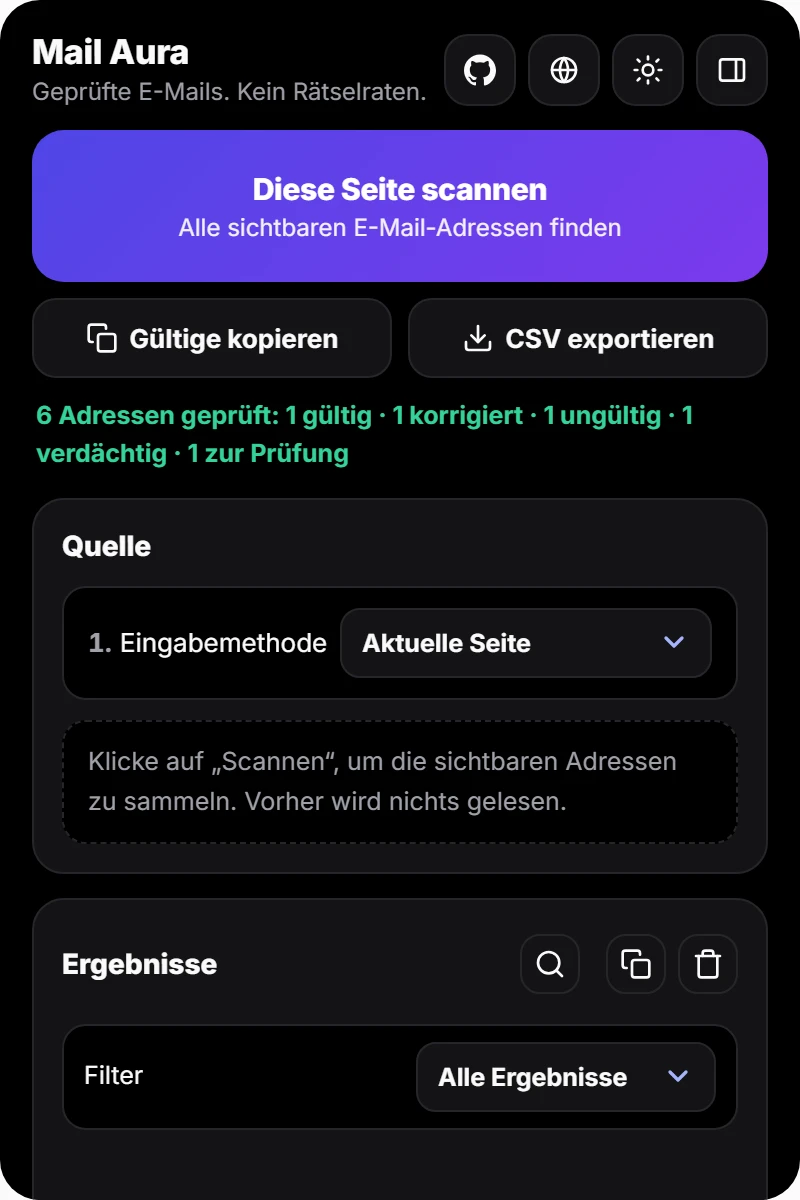 Mail Aura
Geprüfte E-Mails. Kein Rätselraten.
Diese Seite scannen
Alle sichtbaren E-Mail-Adressen finden
Gültige kopieren
CSV exportieren
6 Adressen geprüft: 1 gültig · 1 korrigiert · 1 ungültig · 1
verdächtig · 1 zur Prüfung
Quelle
1. Eingabemethode
Aktuelle Seite
Klicke auf „Scannen“, um die sichtbaren Adressen
zu sammeln. Vorher wird nichts gelesen.
Ergebnisse
Filter
Alle Ergebnisse